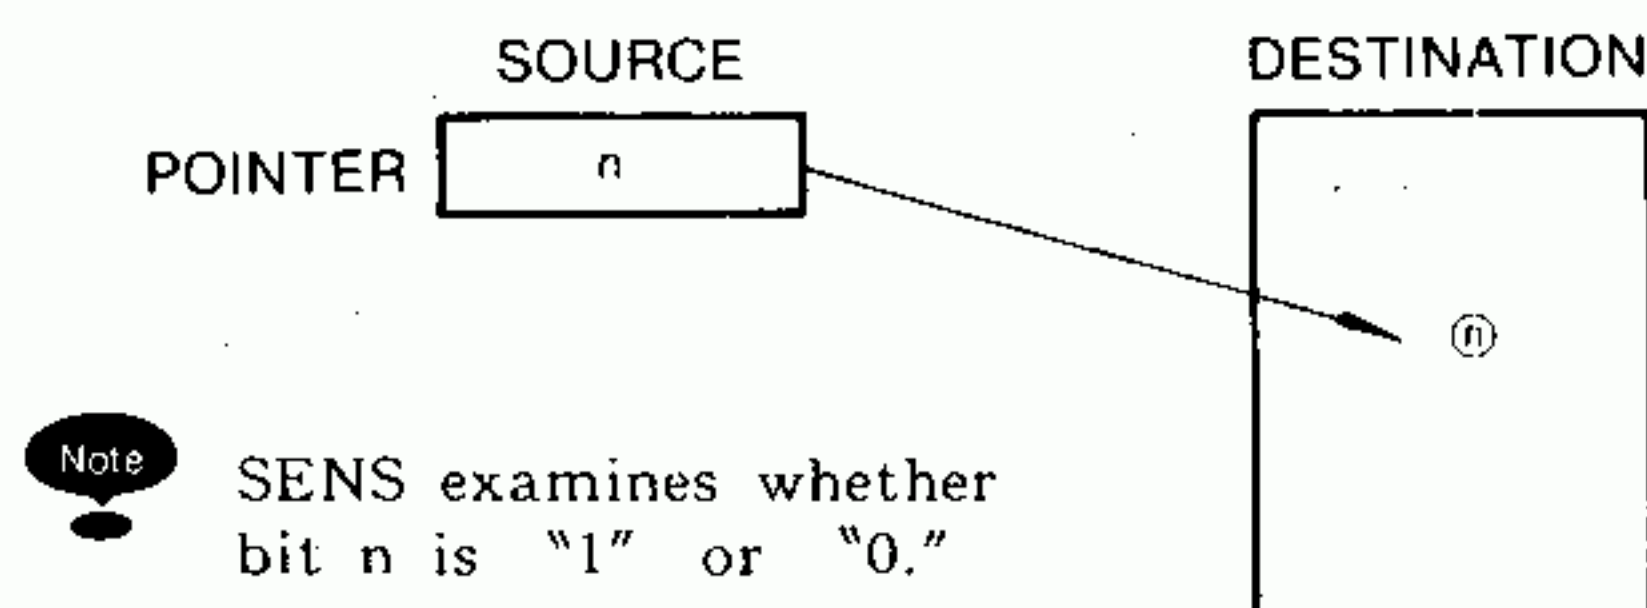 SOURCE
DESTINATION
POINTER
n
ⓝ
Note
SENS examines whether
bit n is "1" or "0."